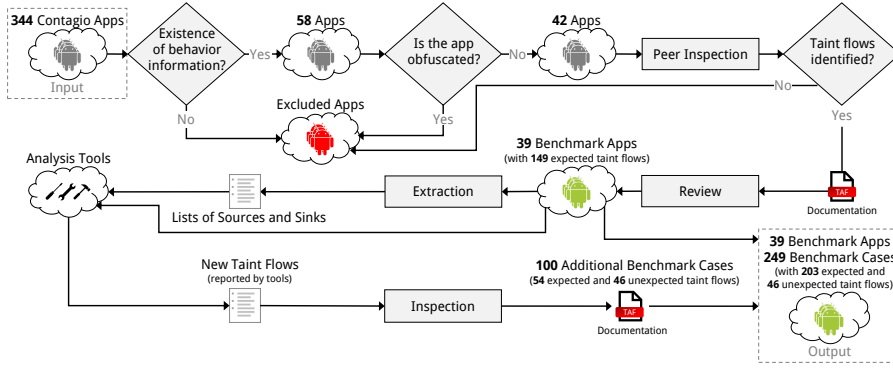 344 Contagio Apps
Input
Existence
of behavior
information?
Yes
No
58 Apps
Is the app
obfuscated?
No
Yes
42 Apps
Peer Inspection
Taint flows
identified?
No
Yes
Excluded Apps
Analysis Tools
Lists of Sources and Sinks
Extraction
39 Benchmark Apps
(with 149 expected taint flows)
Review
TAF
Documentation
New Taint Flows
(reported by tools)
Inspection
100 Additional Benchmark Cases
(54 expected and 46 unexpected taint flows)
TAF
Documentation
39 Benchmark Apps
249 Benchmark Cases
(with 203 expected and
46 unexpected taint flows)
Output